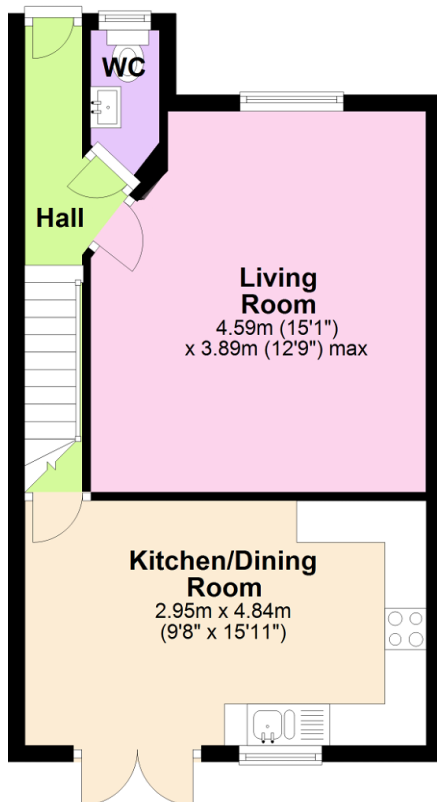 WC
Hall
Living
Room
4.59m (15'1")
x 3.89m (12'9") max
Kitchen/Dining
Room
2.95m x 4.84m
(9'8" x 15'11")